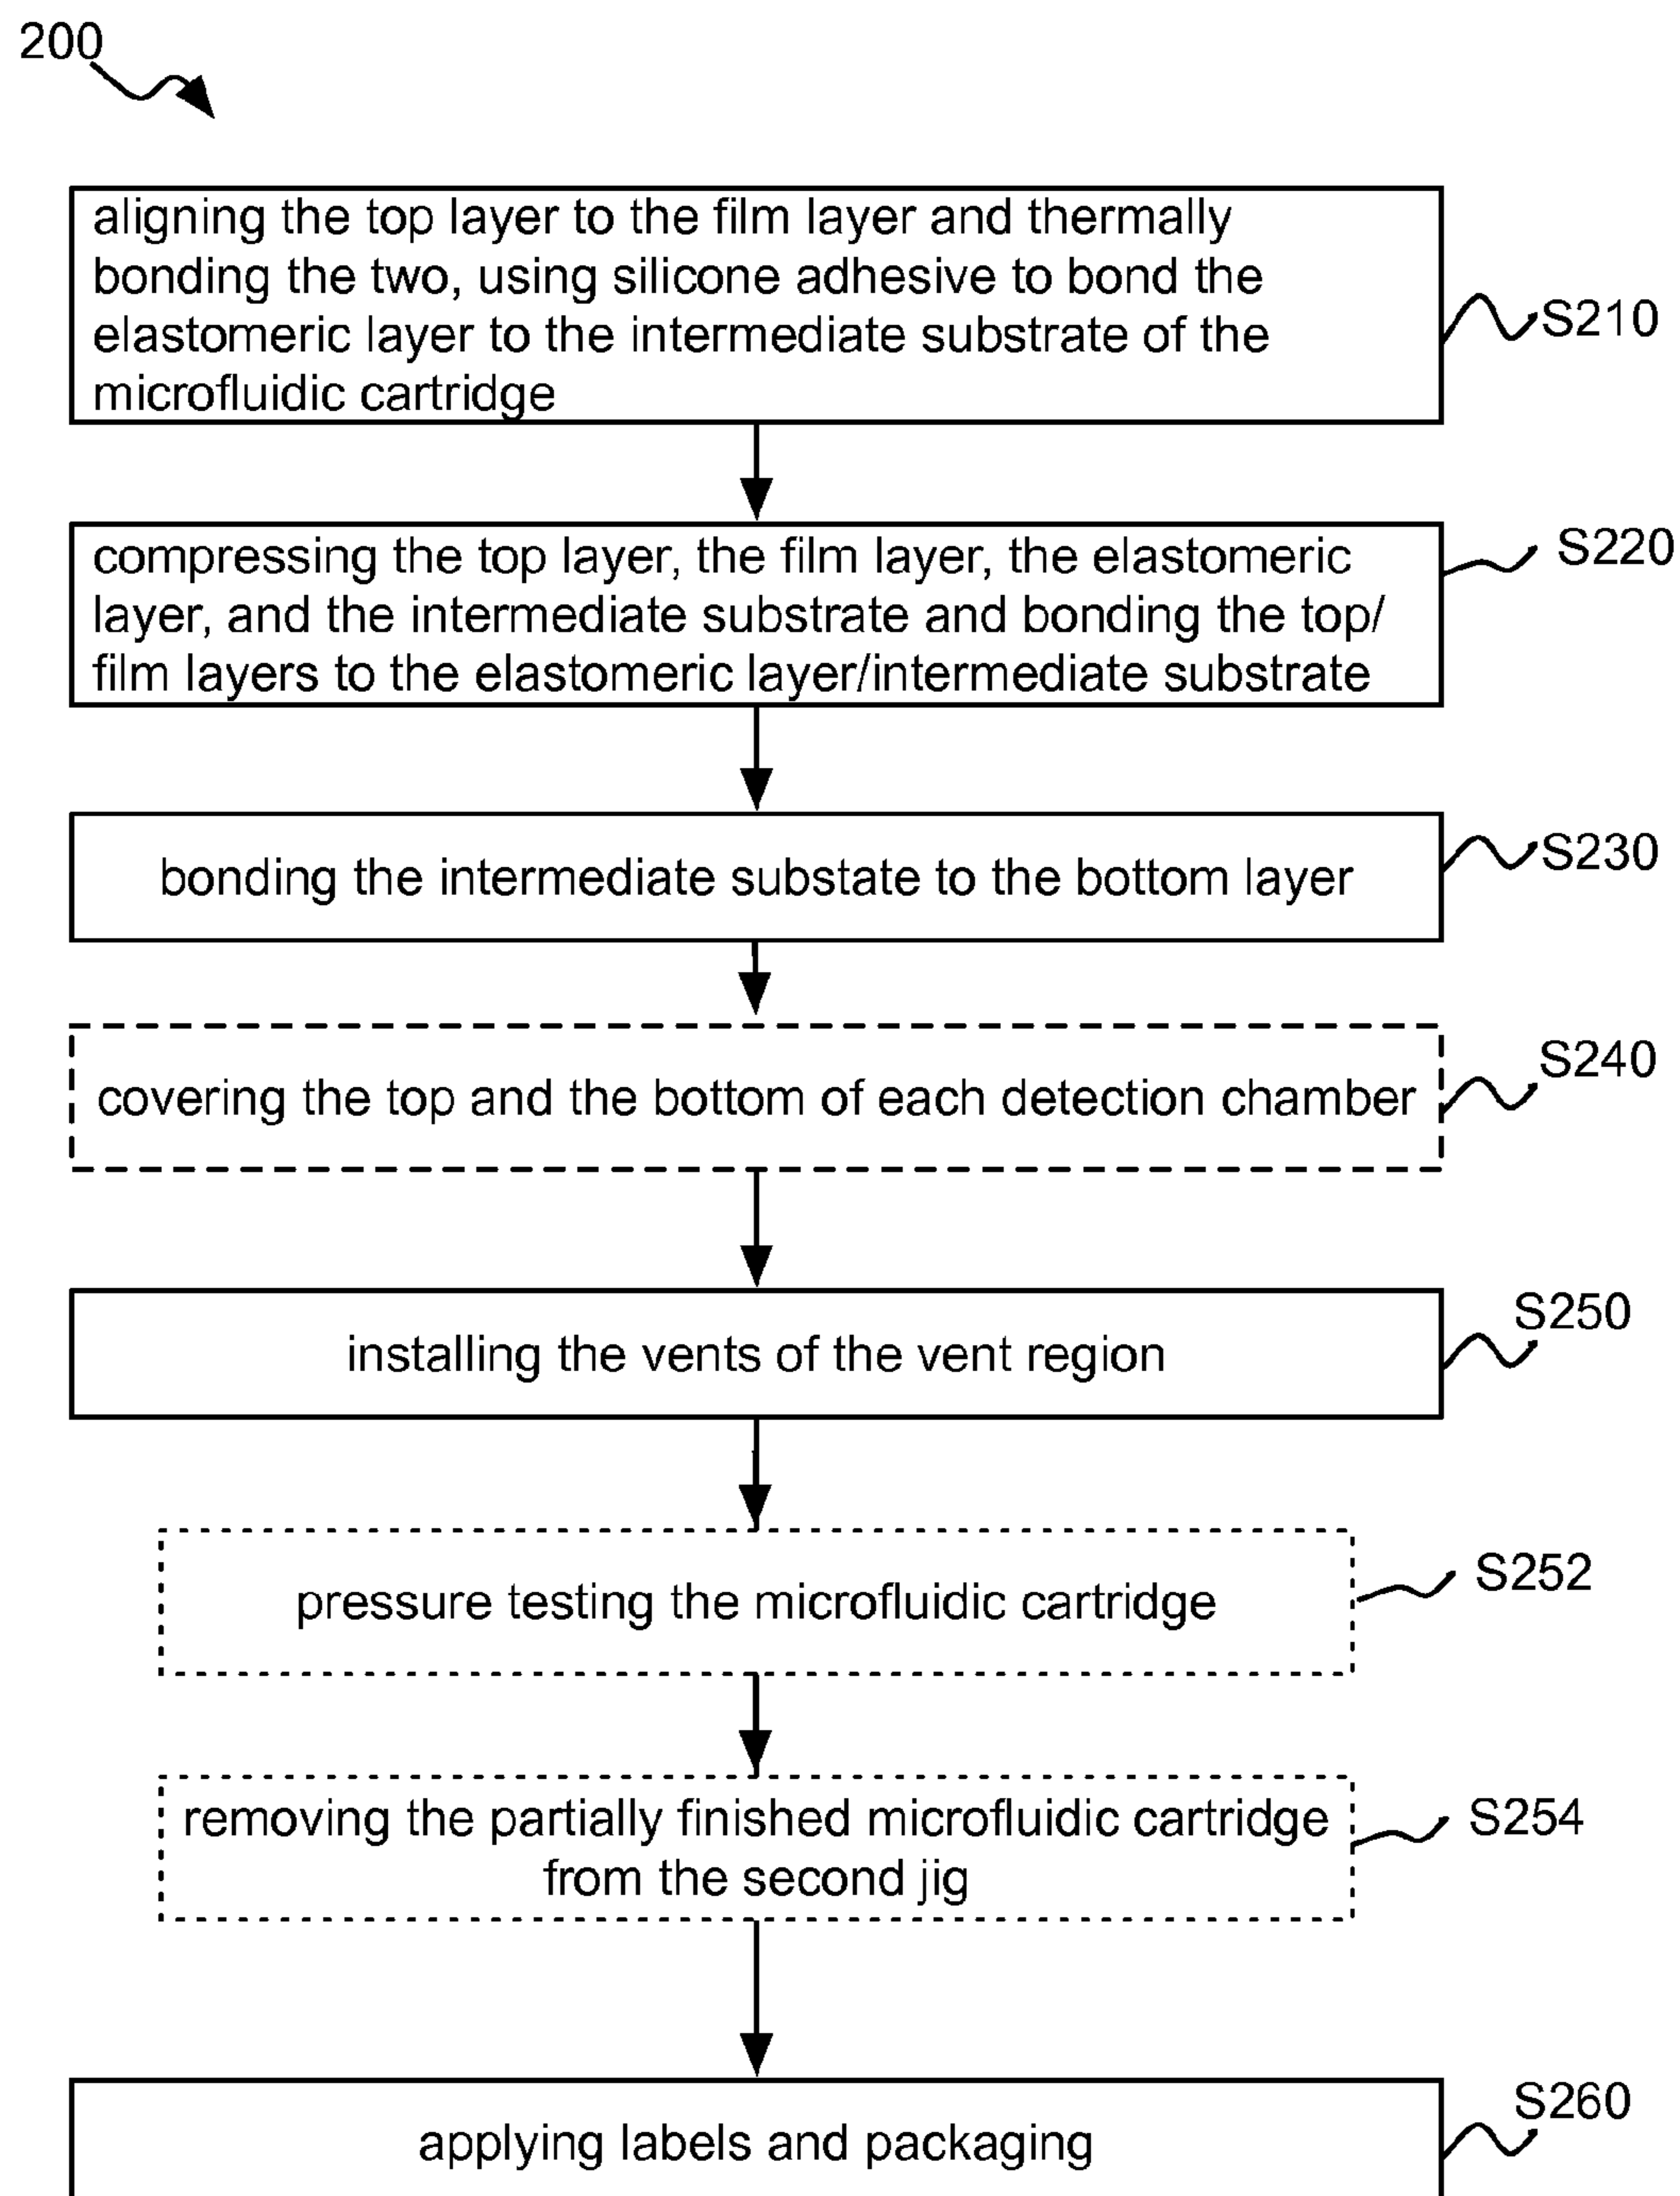 200
aligning the top layer to the film layer and thermally
bonding the two, using silicone adhesive to bond the
elastomeric layer to the intermediate substrate of the
microfluidic cartridge
S210
compressing the top layer, the film layer, the elastomeric
layer, and the intermediate substrate and bonding the top/
film layers to the elastomeric layer/intermediate substrate
S220
bonding the intermediate substate to the bottom layer
S230
covering the top and the bottom of each detection chamber
S240
installing the vents of the vent region
S250
pressure testing the microfluidic cartridge
S252
removing the partially finished microfluidic cartridge
from the second jig
S254
applying labels and packaging
S260